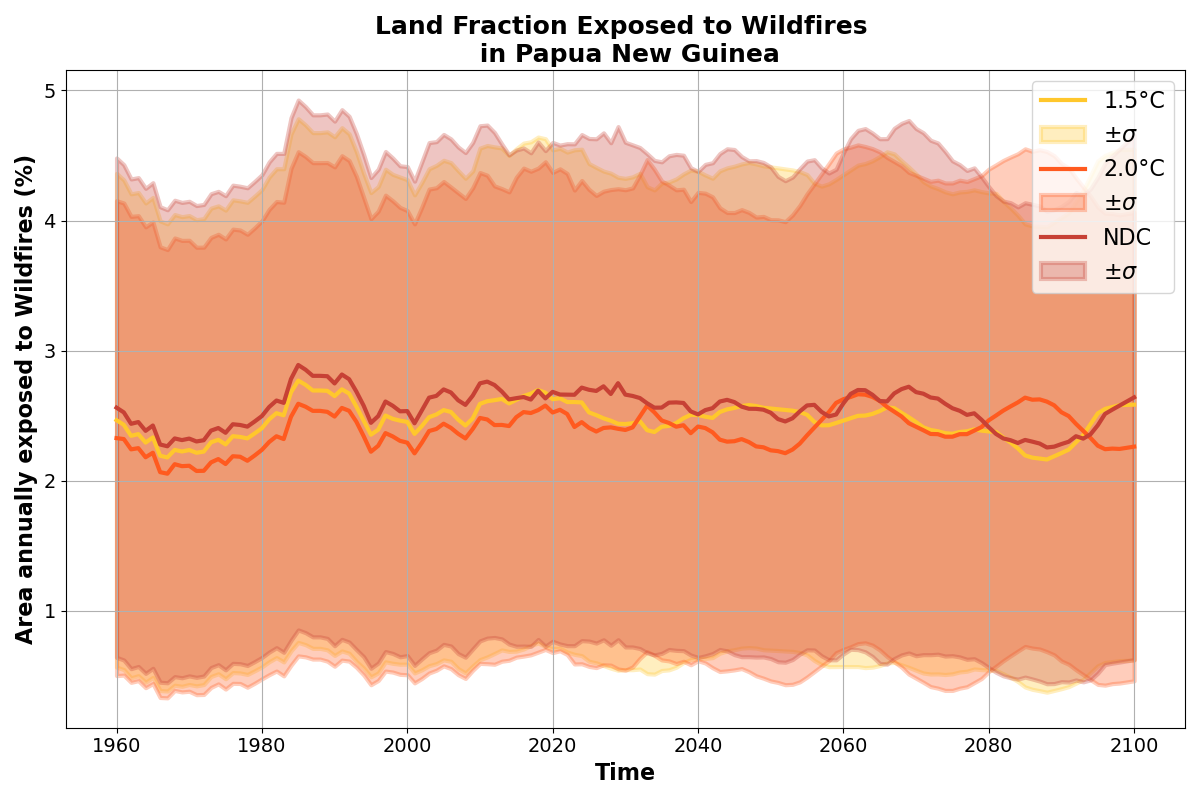 Land Fraction Exposed to Wildfires
in Papua New Guinea
Area annually exposed to Wildfires (%)
5
4
3
2
1
1960 1980 2000 2020 2040 2060 2080 2100
Time
1.5°C
±σ
2.0°C
±σ
NDC
±σ